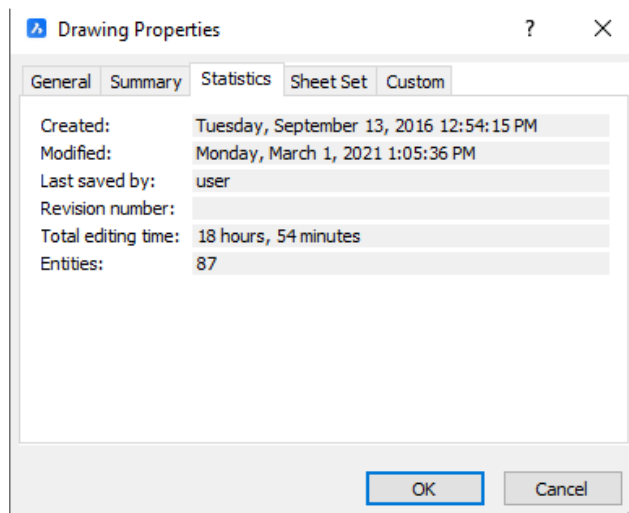 Drawing Properties ? ×
General Summary Statistics Sheet Set Custom
Created: Tuesday, September 13, 2016 12:54:15 PM
Modified: Monday, March 1, 2021 1:05:36 PM
Last saved by: user
Revision number:
Total editing time: 18 hours, 54 minutes
Entities: 87
OK Cancel